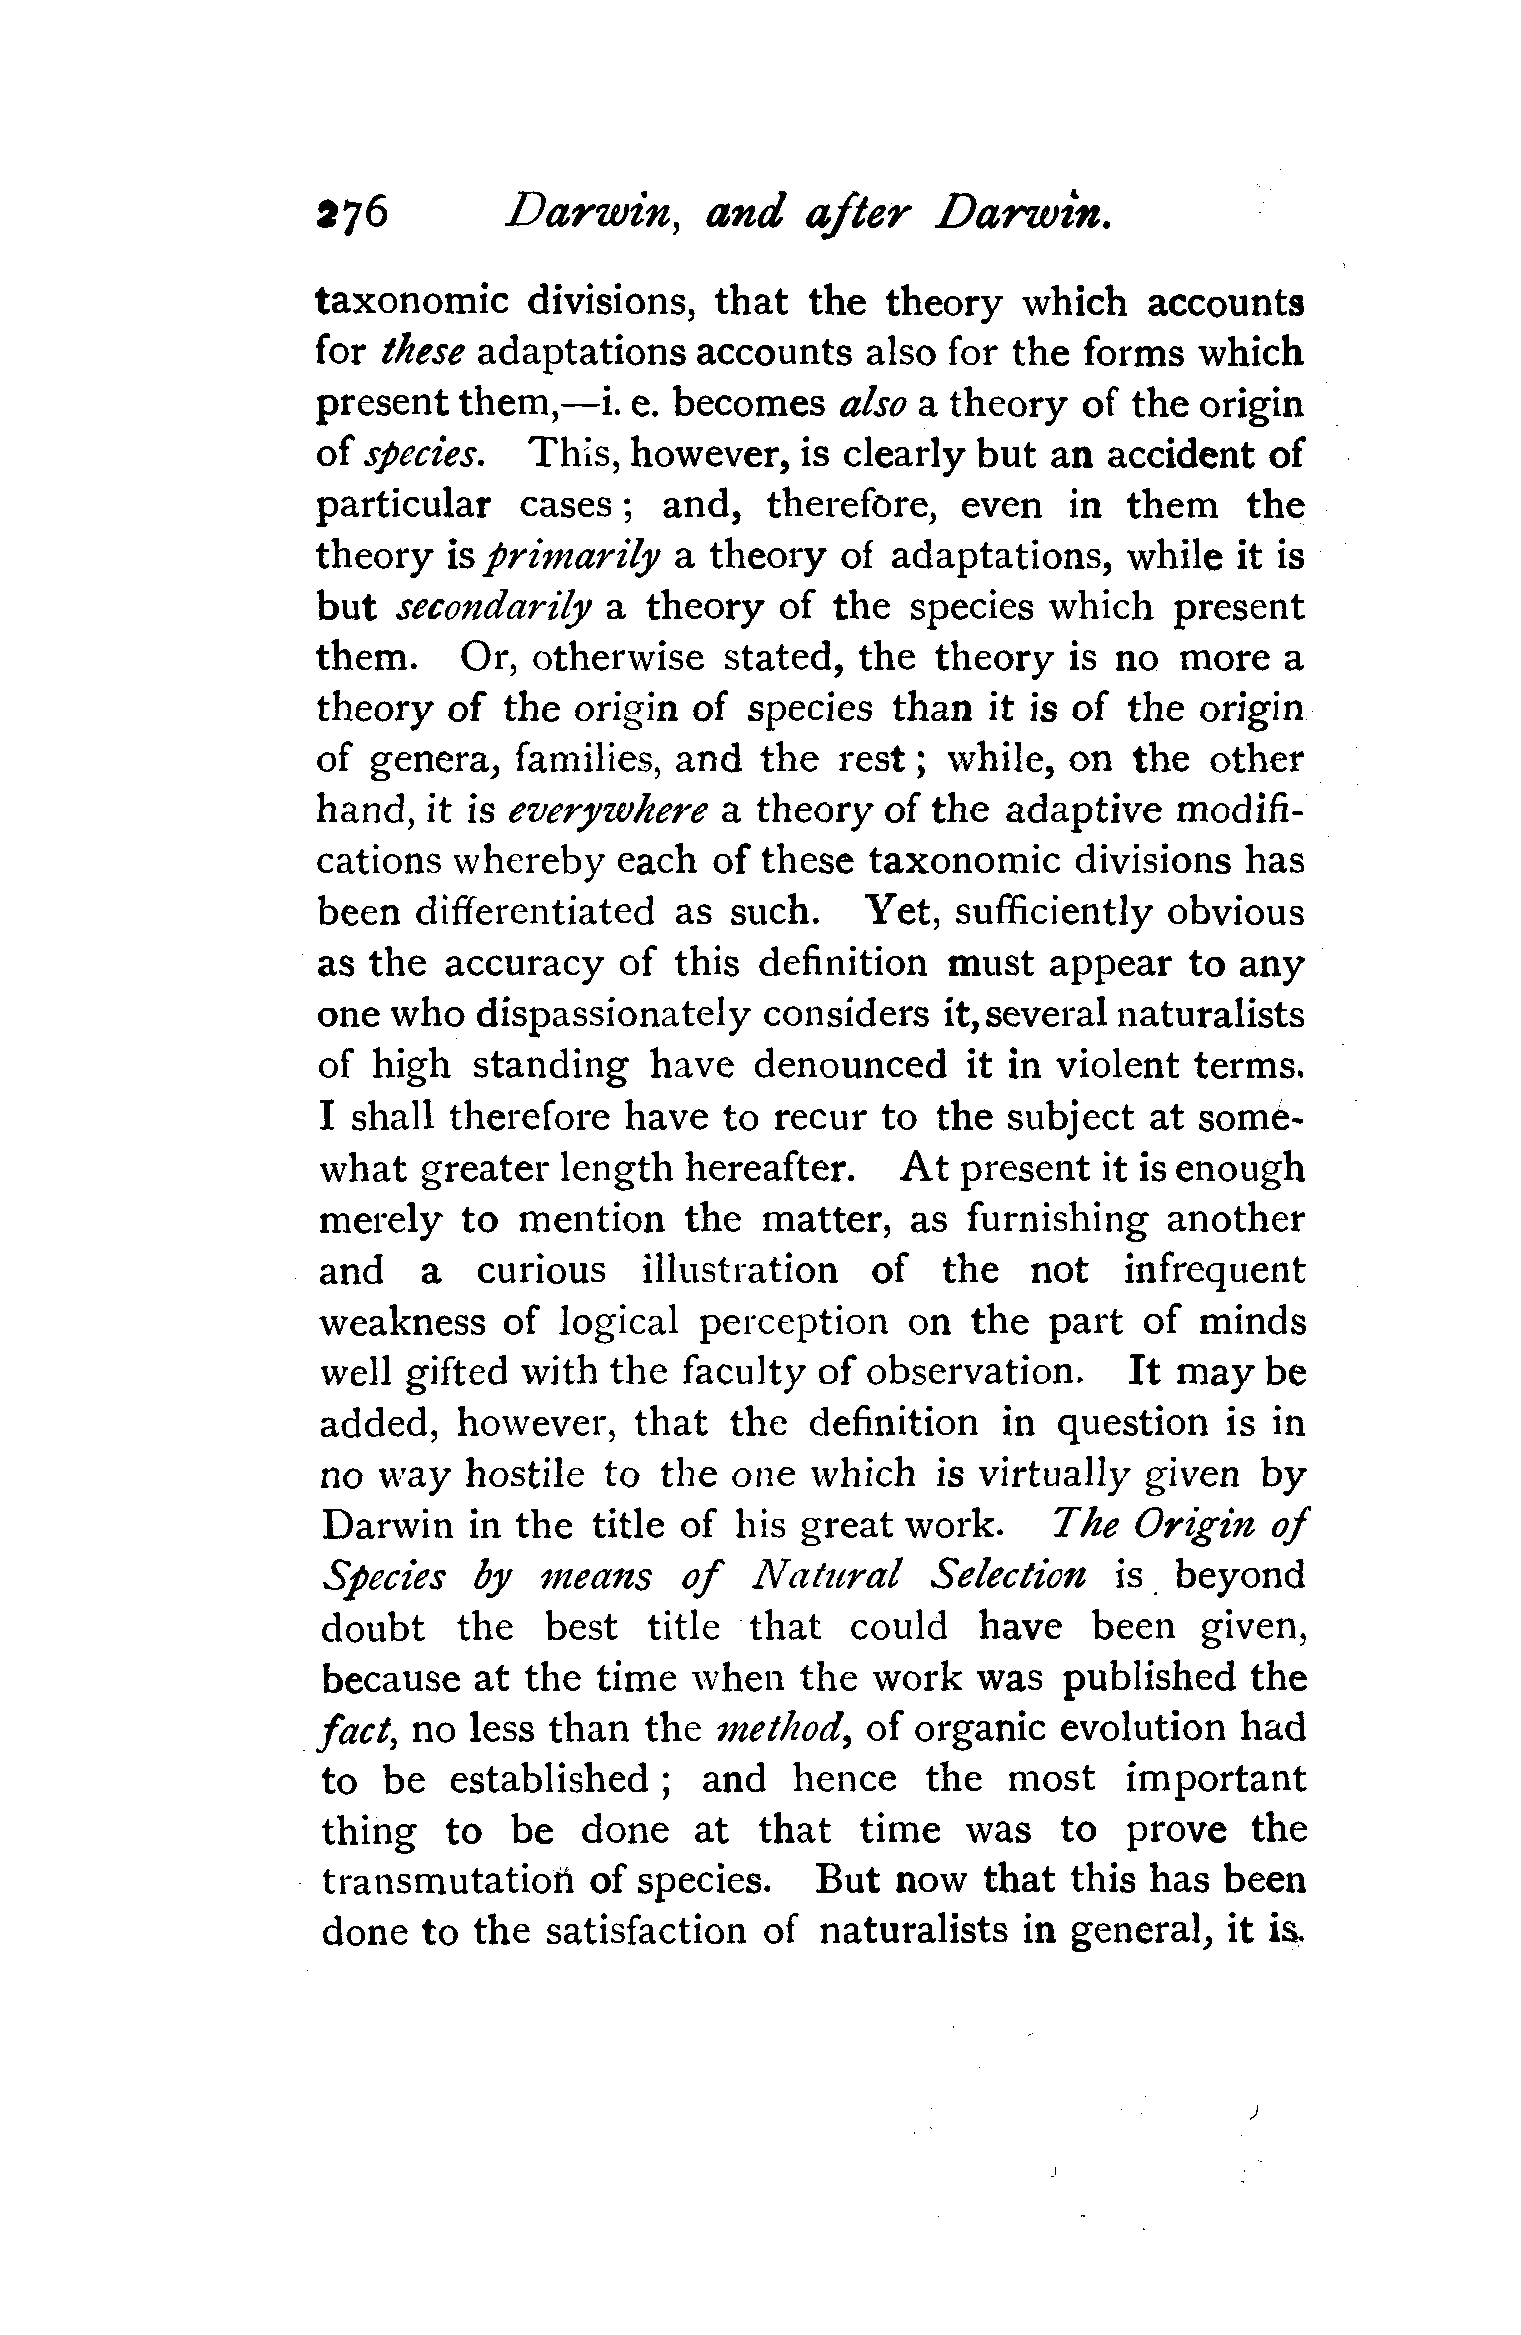 276 Darwin, and after Darwin.
taxonomic divisions, that the theory which accounts
for these adaptations accounts also for the forms which
present them,—i. e. becomes also a theory of the origin
of species. This, however, is clearly but an accident of
particular cases ; and, therefore, even in them the
theory is primarily a theory of adaptations, while it is
but secondarily a theory of the species which present
them. Or, otherwise stated, the theory is no more a
theory of the origin of species than it is of the origin
of genera, families, and the rest ; while, on the other
hand, it is everywhere a theory of the adaptive modifi-
cations whereby each of these taxonomic divisions has
been differentiated as such. Yet, sufficiently obvious
as the accuracy of this definition must appear to any
one who dispassionately considers it, several naturalists
of high standing have denounced it in violent terms.
I shall therefore have to recur to the subject at some-
what greater length hereafter. At present it is enough
merely to mention the matter, as furnishing another
and a curious illustration of the not infrequent
weakness of logical perception on the part of minds
well gifted with the faculty of observation. It may be
added, however, that the definition in question is in
no way hostile to the one which is virtually given by
Darwin in the title of his great work. The Origin of
Species by means of Natural Selection is beyond
doubt the best title that could have been given,
because at the time when the work was published the
fact, no less than the method, of organic evolution had
to be established ; and hence the most important
thing to be done at that time was to prove the
transmutation of species. But now that this has been
done to the satisfaction of naturalists in general, it is